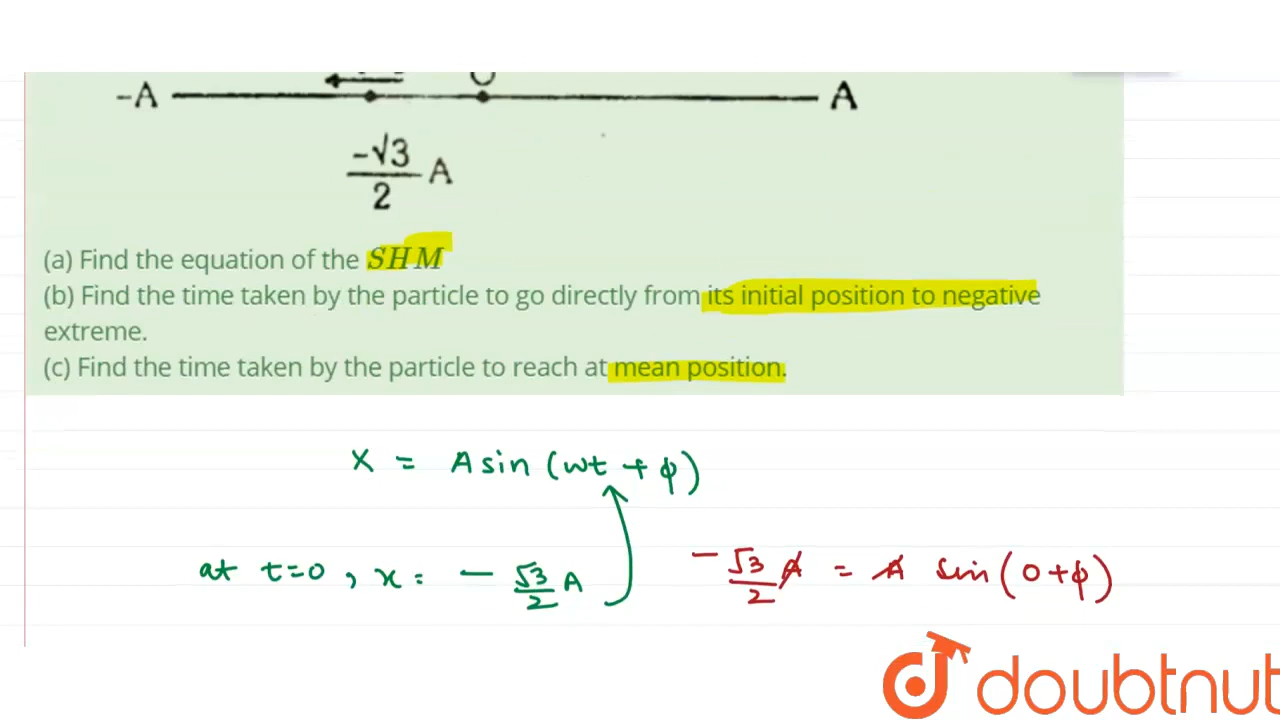 -A A
-√3/2 A
(a) Find the equation of the SHM
(b) Find the time taken by the particle to go directly from its initial position to negative
extreme.
(c) Find the time taken by the particle to reach at mean position.
x = A sin (wt + φ)
at t=0, x = - √3/2 A
- √3/2 A = A sin (0+φ)
doubtnut